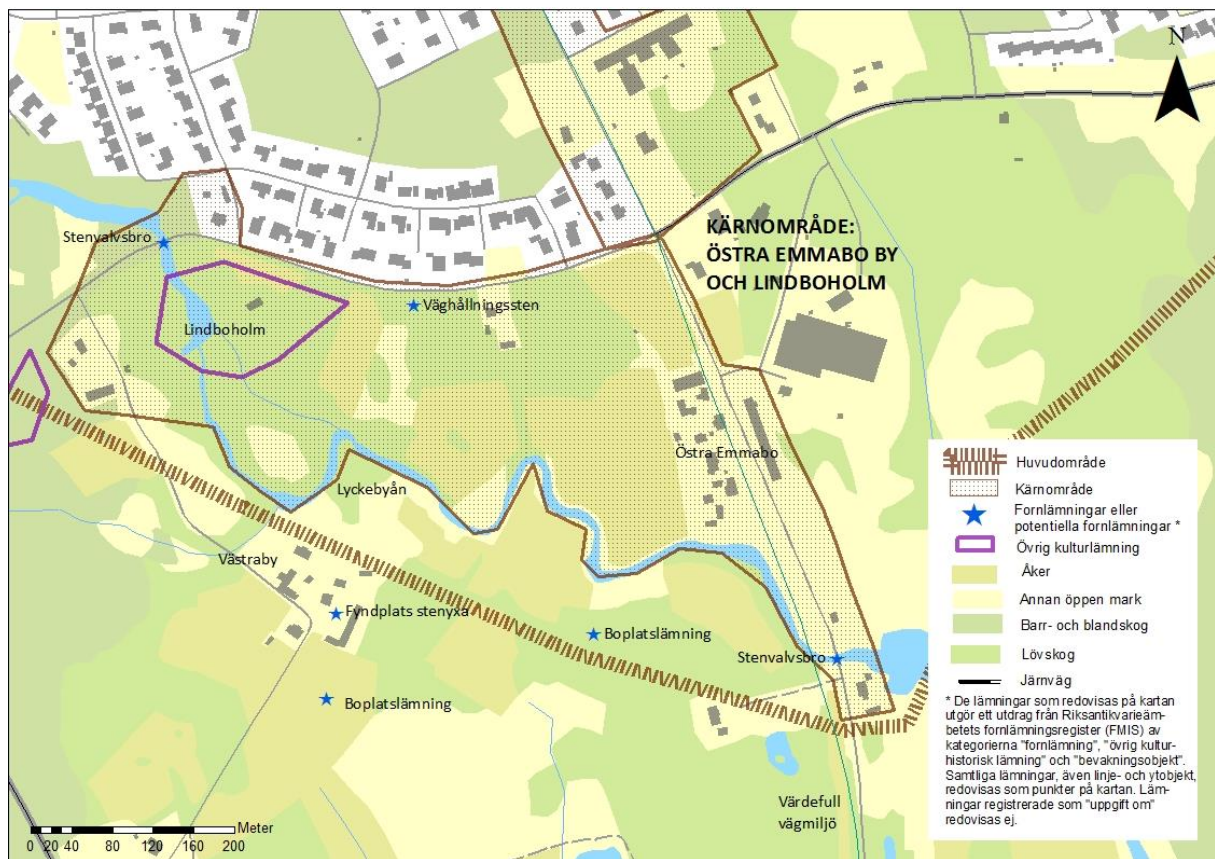 N
KÄRNOMRÅDE:
ÖSTRA EMMABO BY
OCH LINDBOHOLM
Stenvalvsbro
Väghållningssten
Lindboholm
Östra Emmabo
Lyckebyån
Västraby
Fyndplats stenyxa
Boplatslämning
Stenvalvsbro
Boplatslämning
Värdefull
vägmiljö
Huvudområde
Kärnområde
Fornlämningar eller
potentiella fornlämningar *
Övrig kulturlämning
Åker
Annan öppen mark
Barr- och blandskog
Lövskog
Järnväg
* De lämningar som redovisas på kartan
utgör ett utdrag från Riksantikvarieäm-
betets fornlämningsregister (FMIS) av
kategorierna "fornlämning", "övrig kultur-
historisk lämning" och "bevakningsobjekt".
Samtliga lämningar, även linje- och ytobjekt,
redovisas som punkter på kartan. Läm-
ningar registrerade som "uppgift om"
redovisas ej.
Meter
0 20 40 80 120 160 200